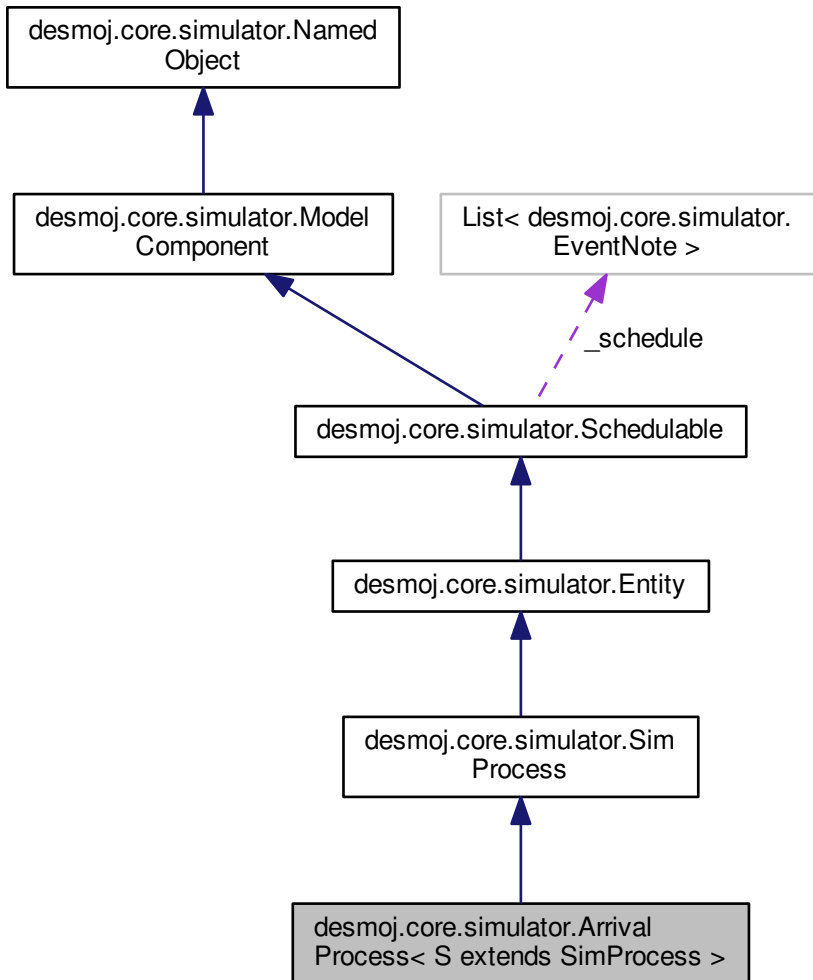 desmoj.core.simulator.Named
Object
desmoj.core.simulator.Model
Component
List< desmoj.core.simulator.
EventNote >
_schedule
desmoj.core.simulator.Schedulable
desmoj.core.simulator.Entity
desmoj.core.simulator.Sim
Process
desmoj.core.simulator.Arrival
Process< S extends SimProcess >